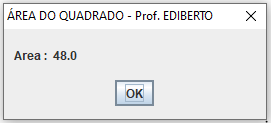 ÁREA DO QUADRADO - Prof. EDIBERTO
Area : 48.0
OK